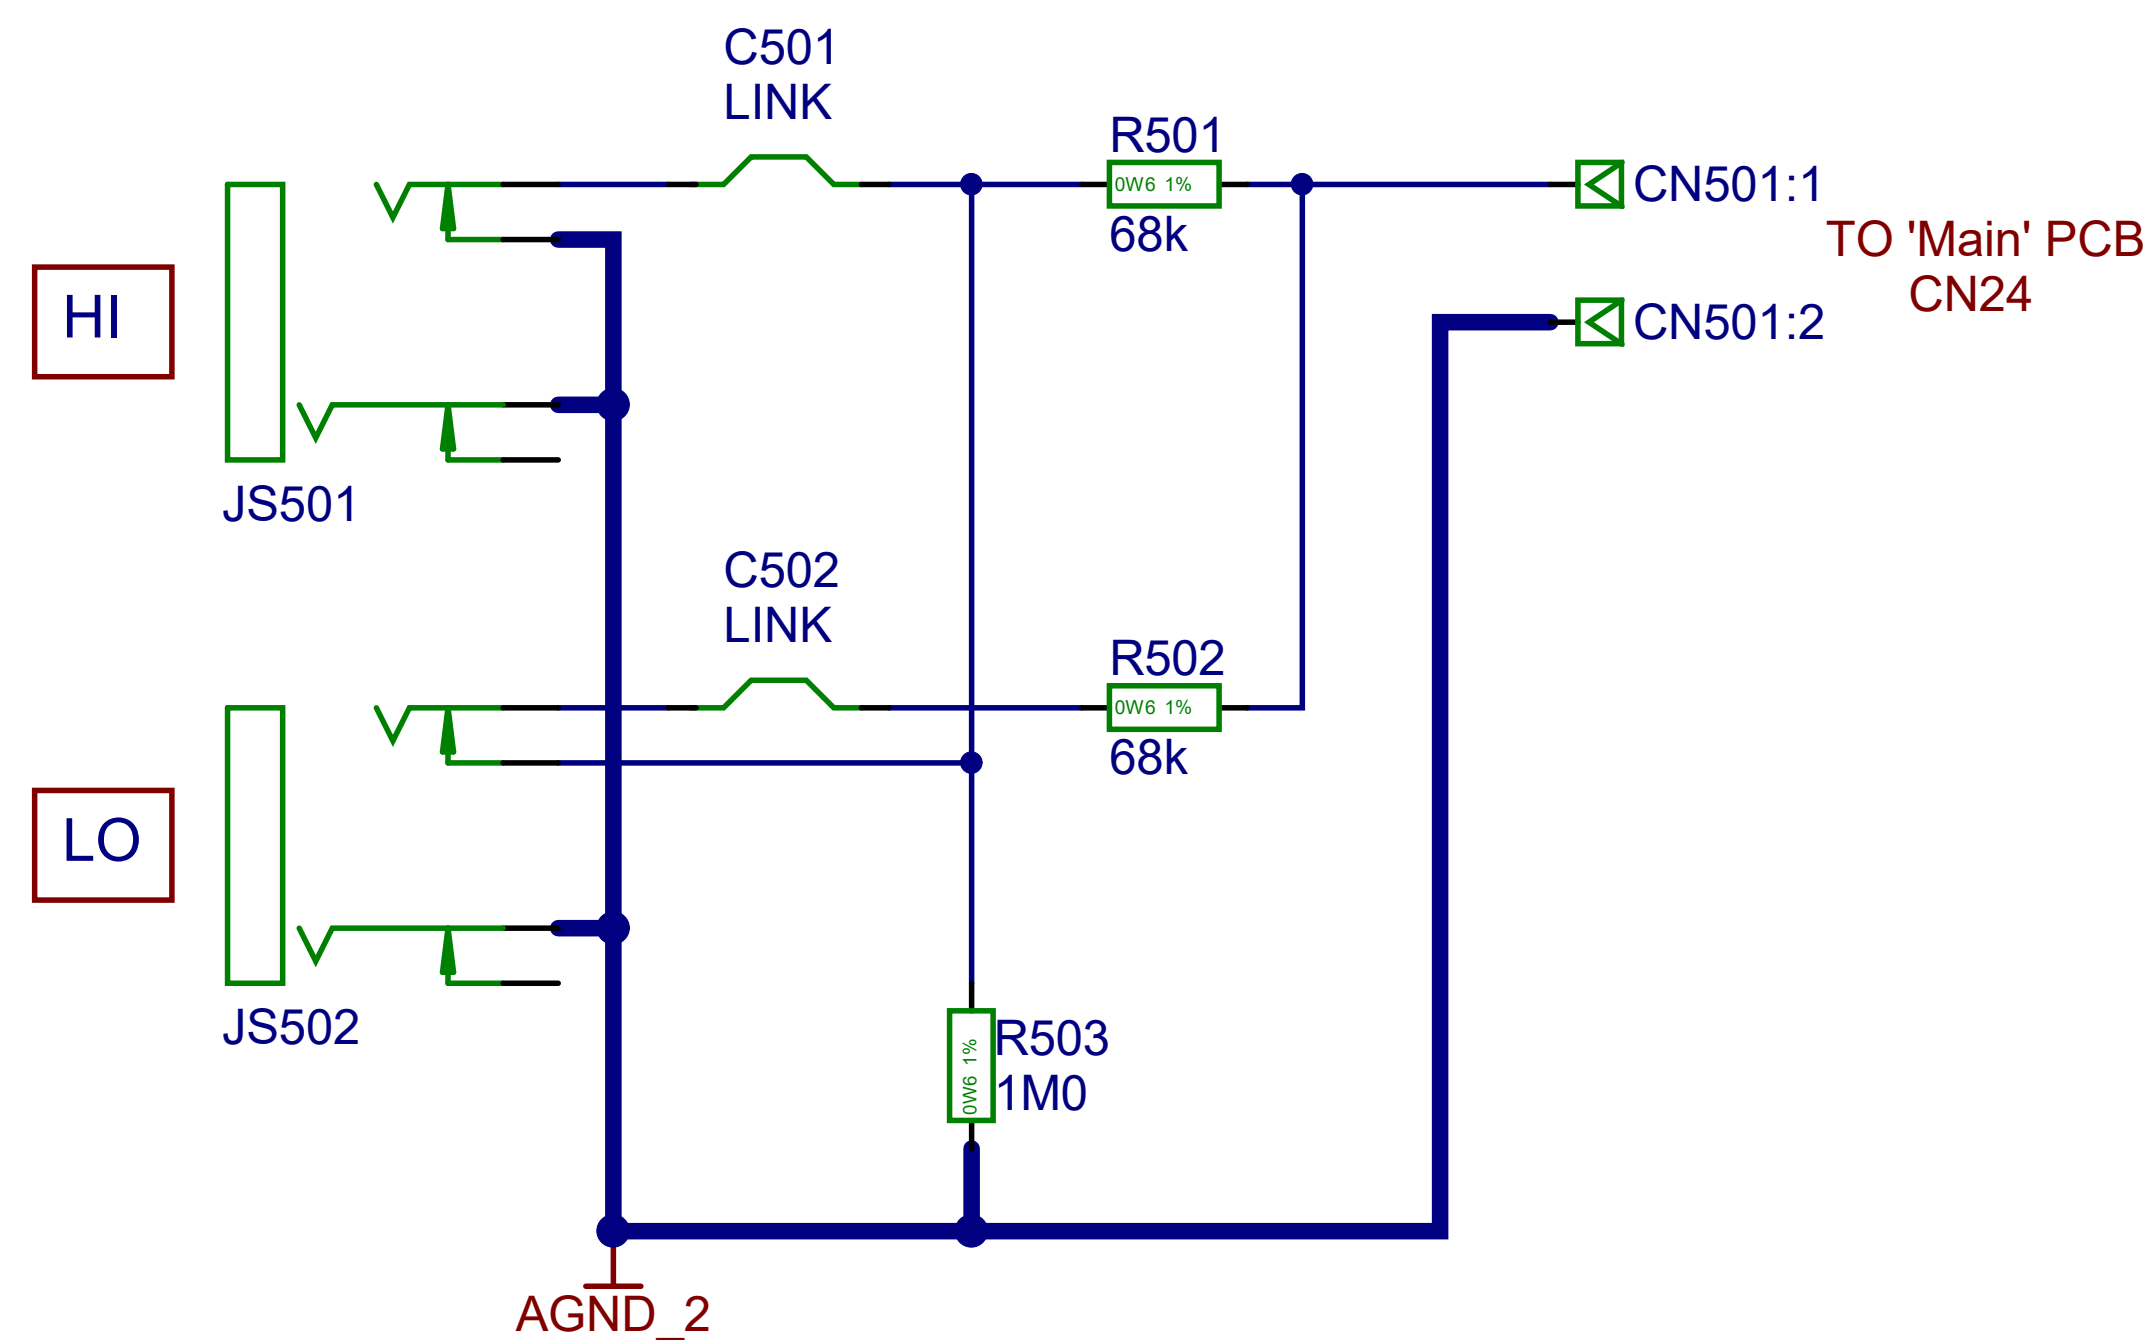 C501
LINK
R501
0W6 1%
68k
CN501:1
TO 'Main' PCB
CN24
CN501:2
HI
JS501
C502
LINK
R502
0W6 1%
68k
LO
JS502
R503
0W6 1%
1M0
AGND_2